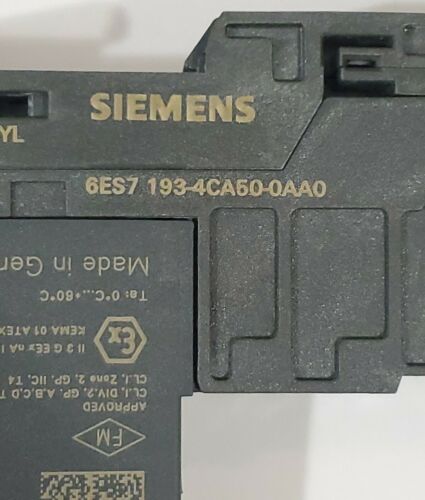 SIEMENS
YL
6ES7 193-4CA50-0AA0
Made in Ger
Ta: 0°C...+60°C
KEMA 01 ATEX
II 3 G EEx nA I
Ex
CL.I, Zone 2, GP. IIC, T4
CL.I, DIV.2, GP. A,B,C,D T
APPROVED
FM